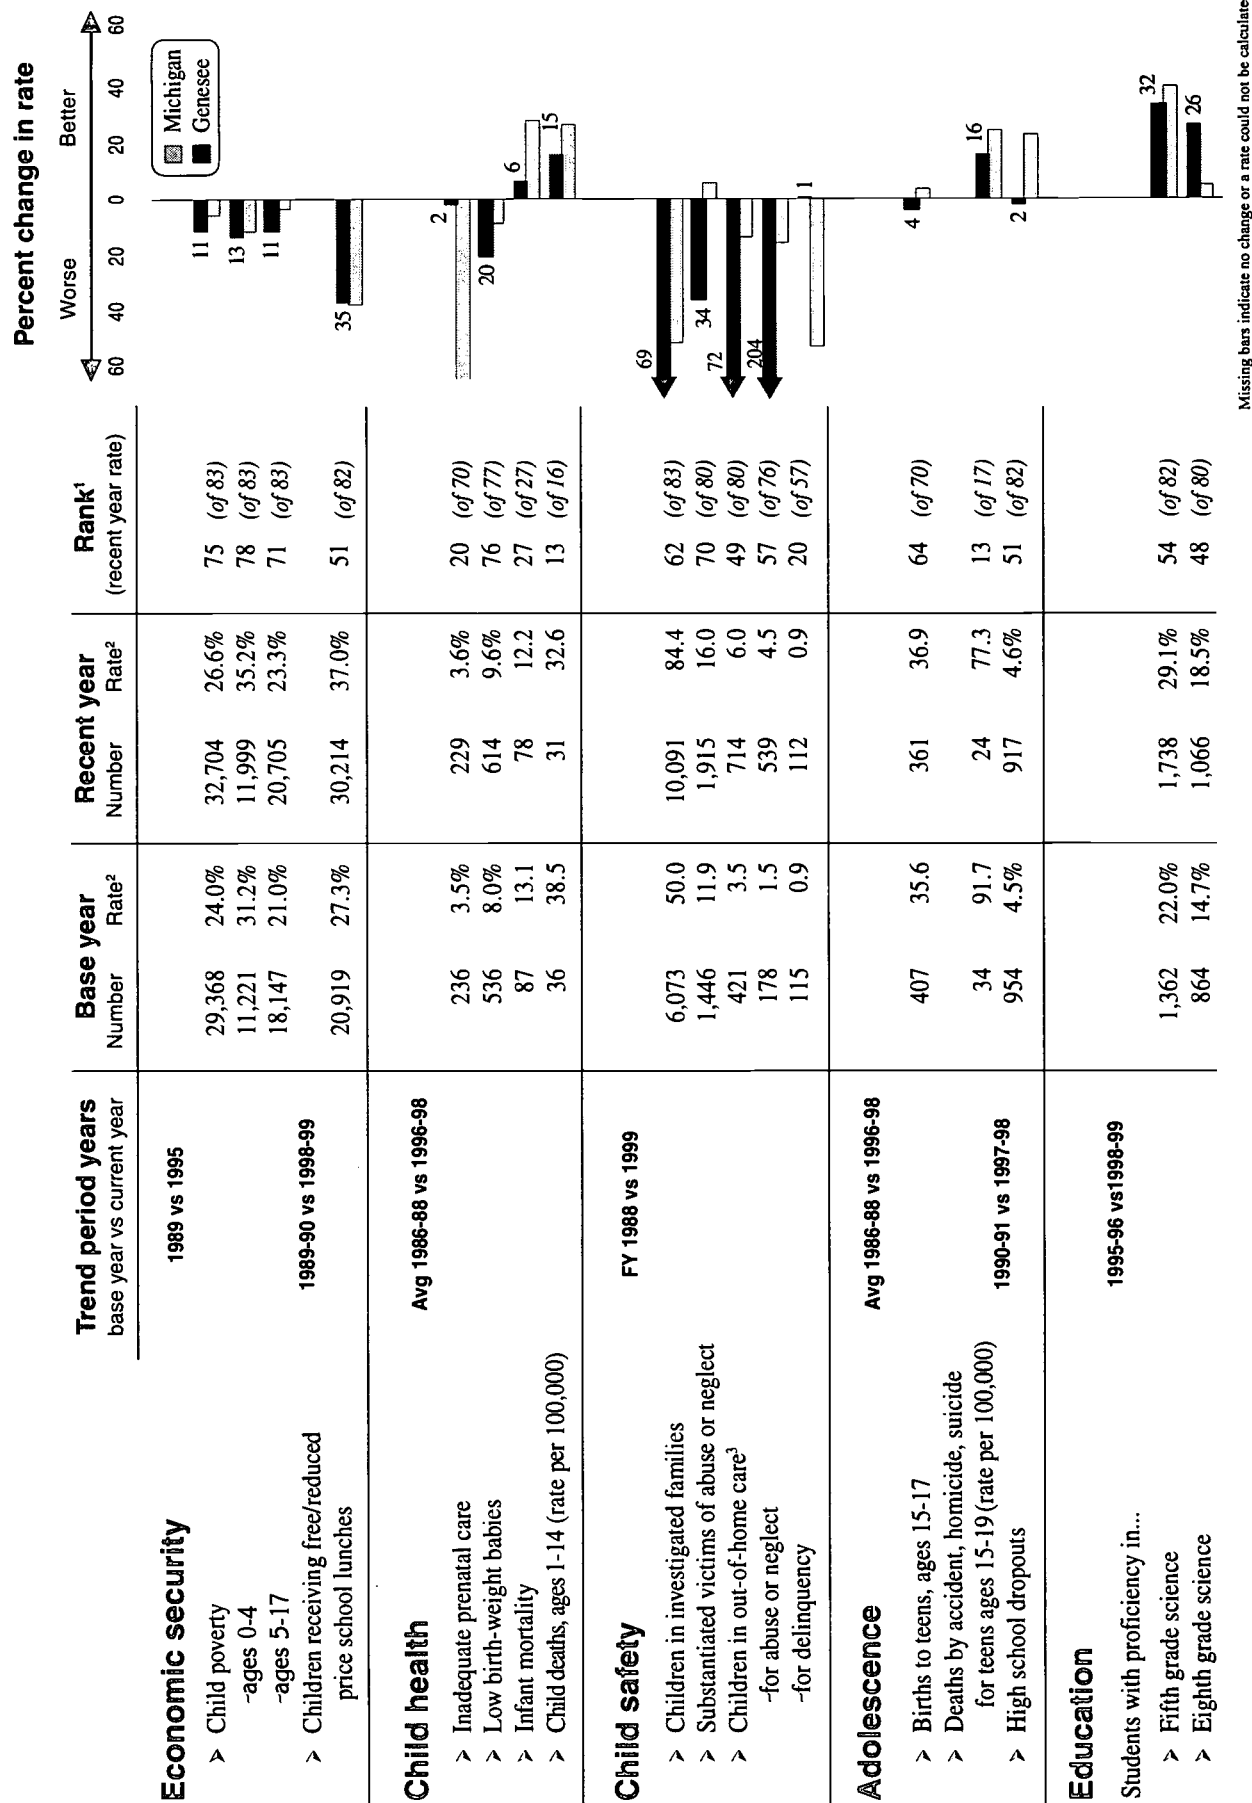 Percent change in rate
Worse Better
60 40 20 0 20 40 60
Michigan
Genesee
Trend period years Base year Recent year Rank¹
base year vs current year Number Rate² Number Rate² (recent year rate)
Economic security 1989 vs 1995
➢ Child poverty 29,368 24.0% 32,704 26.6% 75 (of 83) 11
-ages 0-4 11,221 31.2% 11,999 35.2% 78 (of 83) 13
-ages 5-17 18,147 21.0% 20,705 23.3% 71 (of 83) 11
➢ Children receiving free/reduced 1989-90 vs 1998-99
price school lunches 20,919 27.3% 30,214 37.0% 51 (of 82) 35
Child health Avg 1986-88 vs 1996-98
➢ Inadequate prenatal care 236 3.5% 229 3.6% 20 (of 70) 2
➢ Low birth-weight babies 536 8.0% 614 9.6% 76 (of 77) 20
➢ Infant mortality 87 13.1 78 12.2 27 (of 27) 6
➢ Child deaths, ages 1-14 (rate per 100,000) 36 38.5 31 32.6 13 (of 16) 15
Child safety FY 1988 vs 1999
➢ Children in investigated families 6,073 50.0 10,091 84.4 62 (of 83) 69
➢ Substantiated victims of abuse or neglect 1,446 11.9 1,915 16.0 70 (of 80) 34
➢ Children in out-of-home care³ 421 3.5 714 6.0 49 (of 80) 72
-for abuse or neglect 178 1.5 539 4.5 57 (of 76) 204
-for delinquency 115 0.9 112 0.9 20 (of 57) 1
Adolescence Avg 1986-88 vs 1996-98
➢ Births to teens, ages 15-17 407 35.6 361 36.9 64 (of 70) 4
➢ Deaths by accident, homicide, suicide
for teens ages 15-19 (rate per 100,000) 34 91.7 24 77.3 13 (of 17) 16
➢ High school dropouts 1990-91 vs 1997-98 954 4.5% 917 4.6% 51 (of 82) 2
Education 1995-96 vs1998-99
Students with proficiency in...
➢ Fifth grade science 1,362 22.0% 1,738 29.1% 54 (of 82) 32
➢ Eighth grade science 864 14.7% 1,066 18.5% 48 (of 80) 26
Missing bars indicate no change or a rate could not be calculate